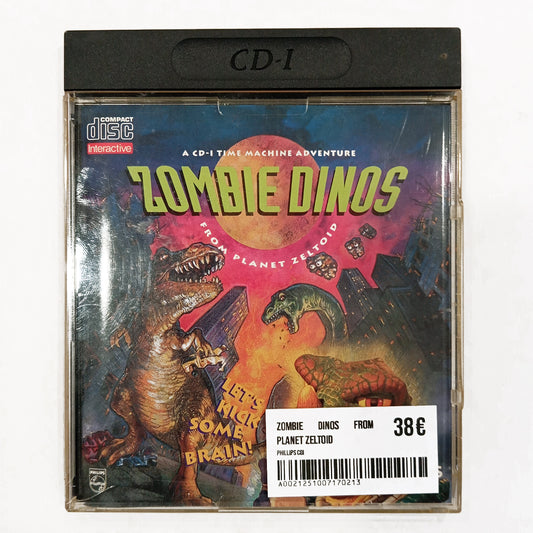 CD-I
COMPACT
disc
Interactive
A CD-I TIME MACHINE ADVENTURE
ZOMBIE DINOS
FROM PLANET ZELTOID
LET'S
KICK
SOME
BRAIN!
ZOMBIE DINOS FROM 38€
PLANET ZELTOID
PHILLIPS CDI
A0021251007170213
PHILIPS